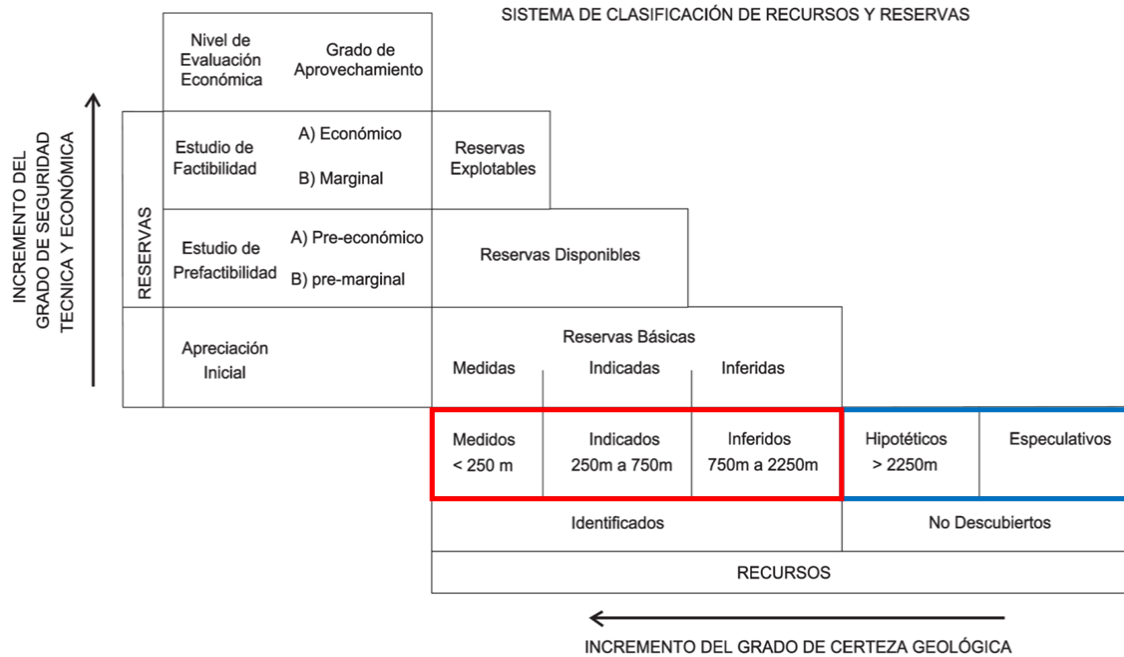 SISTEMA DE CLASIFICACIÓN DE RECURSOS Y RESERVAS
Nivel de
Evaluación
Económica
Grado de
Aprovechamiento
INCREMENTO DEL
GRADO DE SEGURIDAD
TECNICA Y ECONÓMICA
RESERVAS
Estudio de
Factibilidad
A) Económico
B) Marginal
Reservas
Explotables
Estudio de
Prefactibilidad
A) Pre-económico
B) pre-marginal
Reservas Disponibles
Apreciación
Inicial
Reservas Básicas
Medidas
Indicadas
Inferidas
Medidos
< 250 m
Indicados
250m a 750m
Inferidos
750m a 2250m
Hipotéticos
> 2250m
Especulativos
Identificados
No Descubiertos
RECURSOS
INCREMENTO DEL GRADO DE CERTEZA GEOLÓGICA